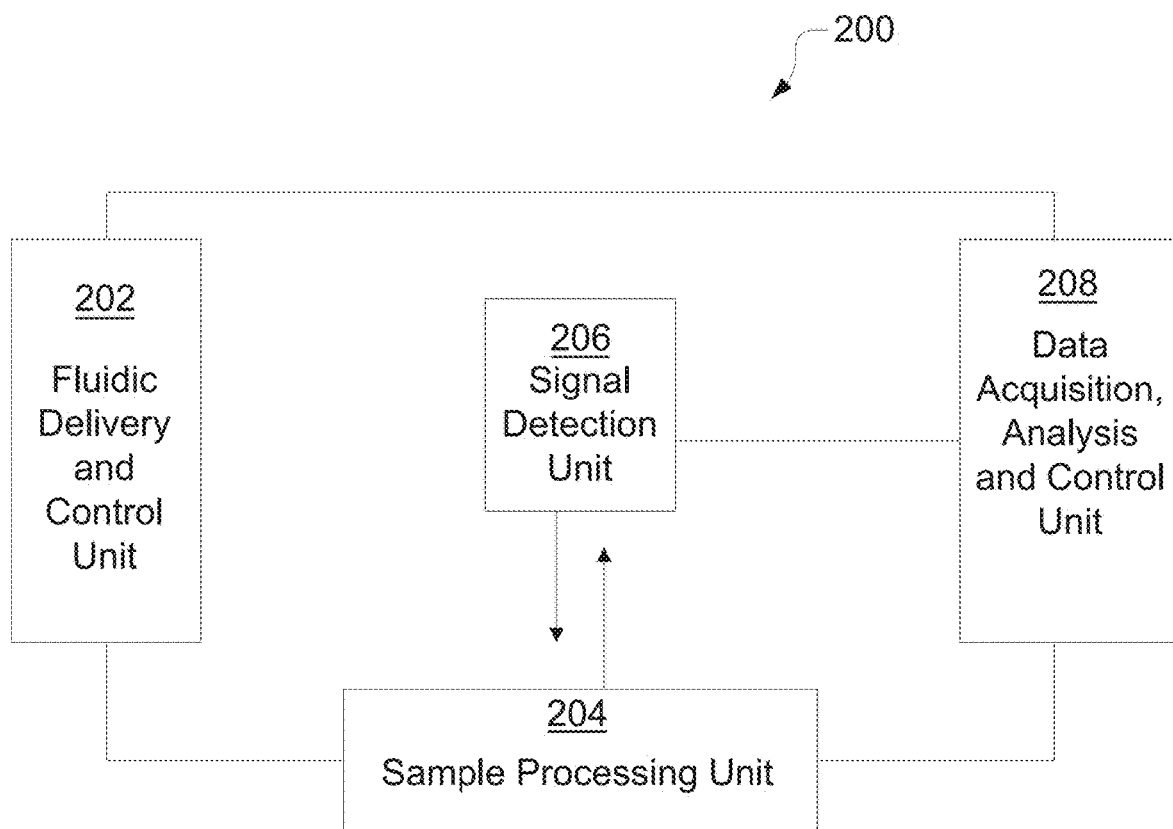 200
202
Fluidic
Delivery
and
Control
Unit
206
Signal
Detection
Unit
208
Data
Acquisition,
Analysis
and Control
Unit
204
Sample Processing Unit